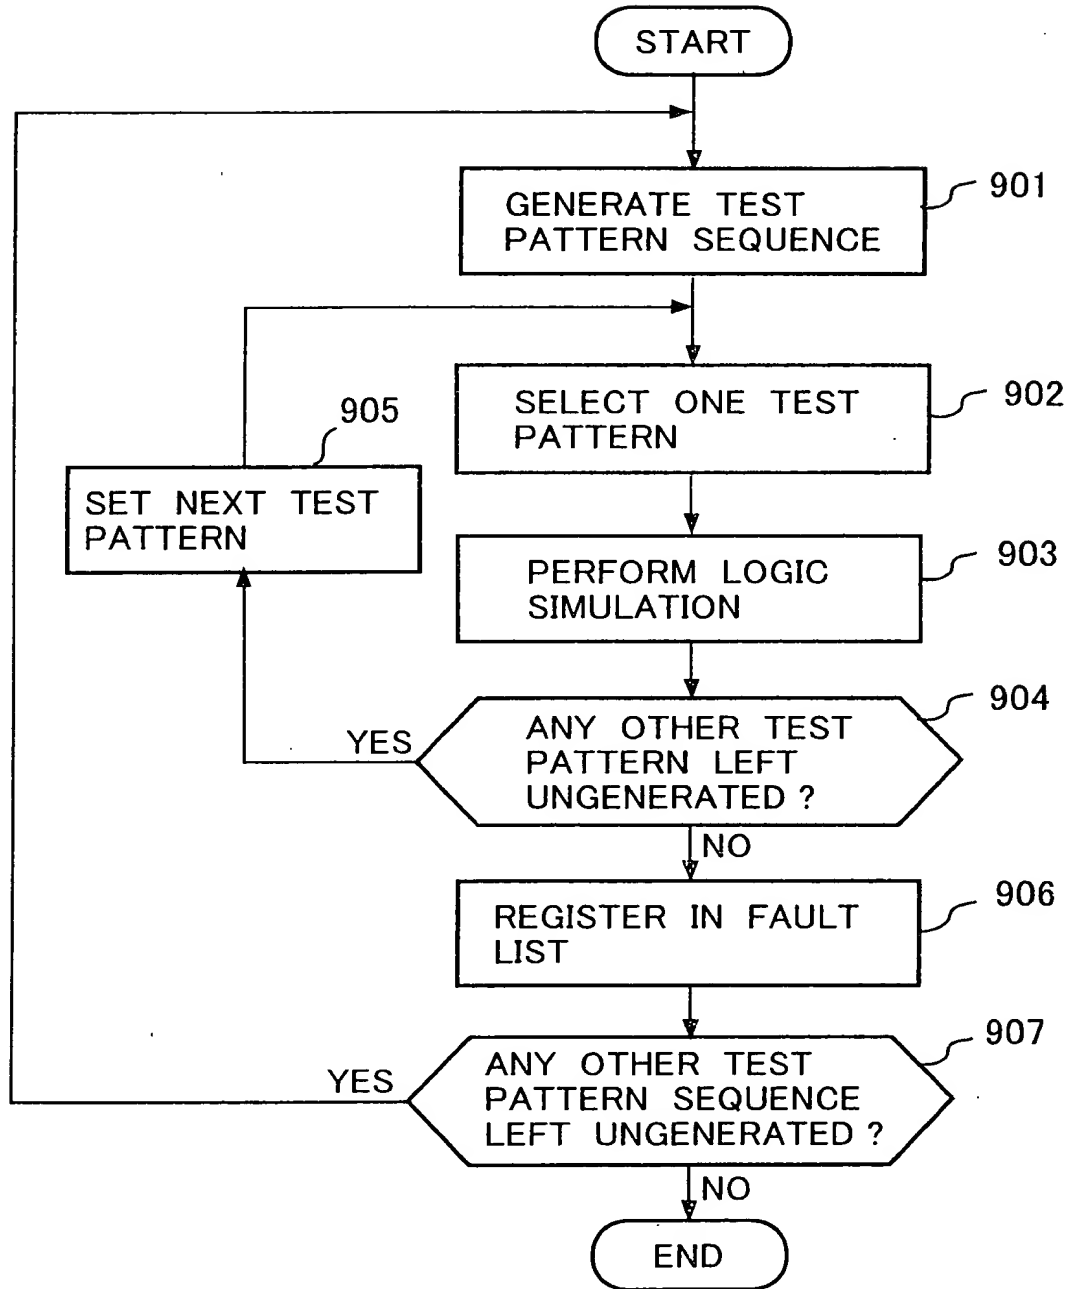 START
901
GENERATE TEST
PATTERN SEQUENCE
902
SELECT ONE TEST
PATTERN
905
SET NEXT TEST
PATTERN
903
PERFORM LOGIC
SIMULATION
904
ANY OTHER TEST
PATTERN LEFT
UNGENERATED ?
YES
NO
906
REGISTER IN FAULT
LIST
907
ANY OTHER TEST
PATTERN SEQUENCE
LEFT UNGENERATED ?
YES
NO
END